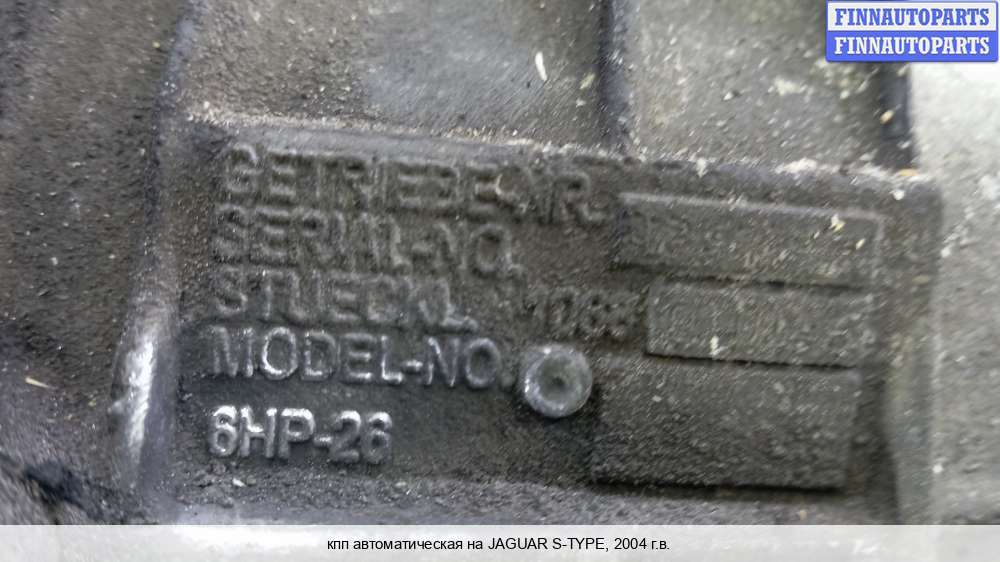 FINNAUTOPARTS
FINNAUTOPARTS
GETRIEBE-NR.
SERIAL-NO.
STUECKL.
MODEL-NO.
6HP-26
кпп автоматическая на JAGUAR S-TYPE, 2004 г.в.